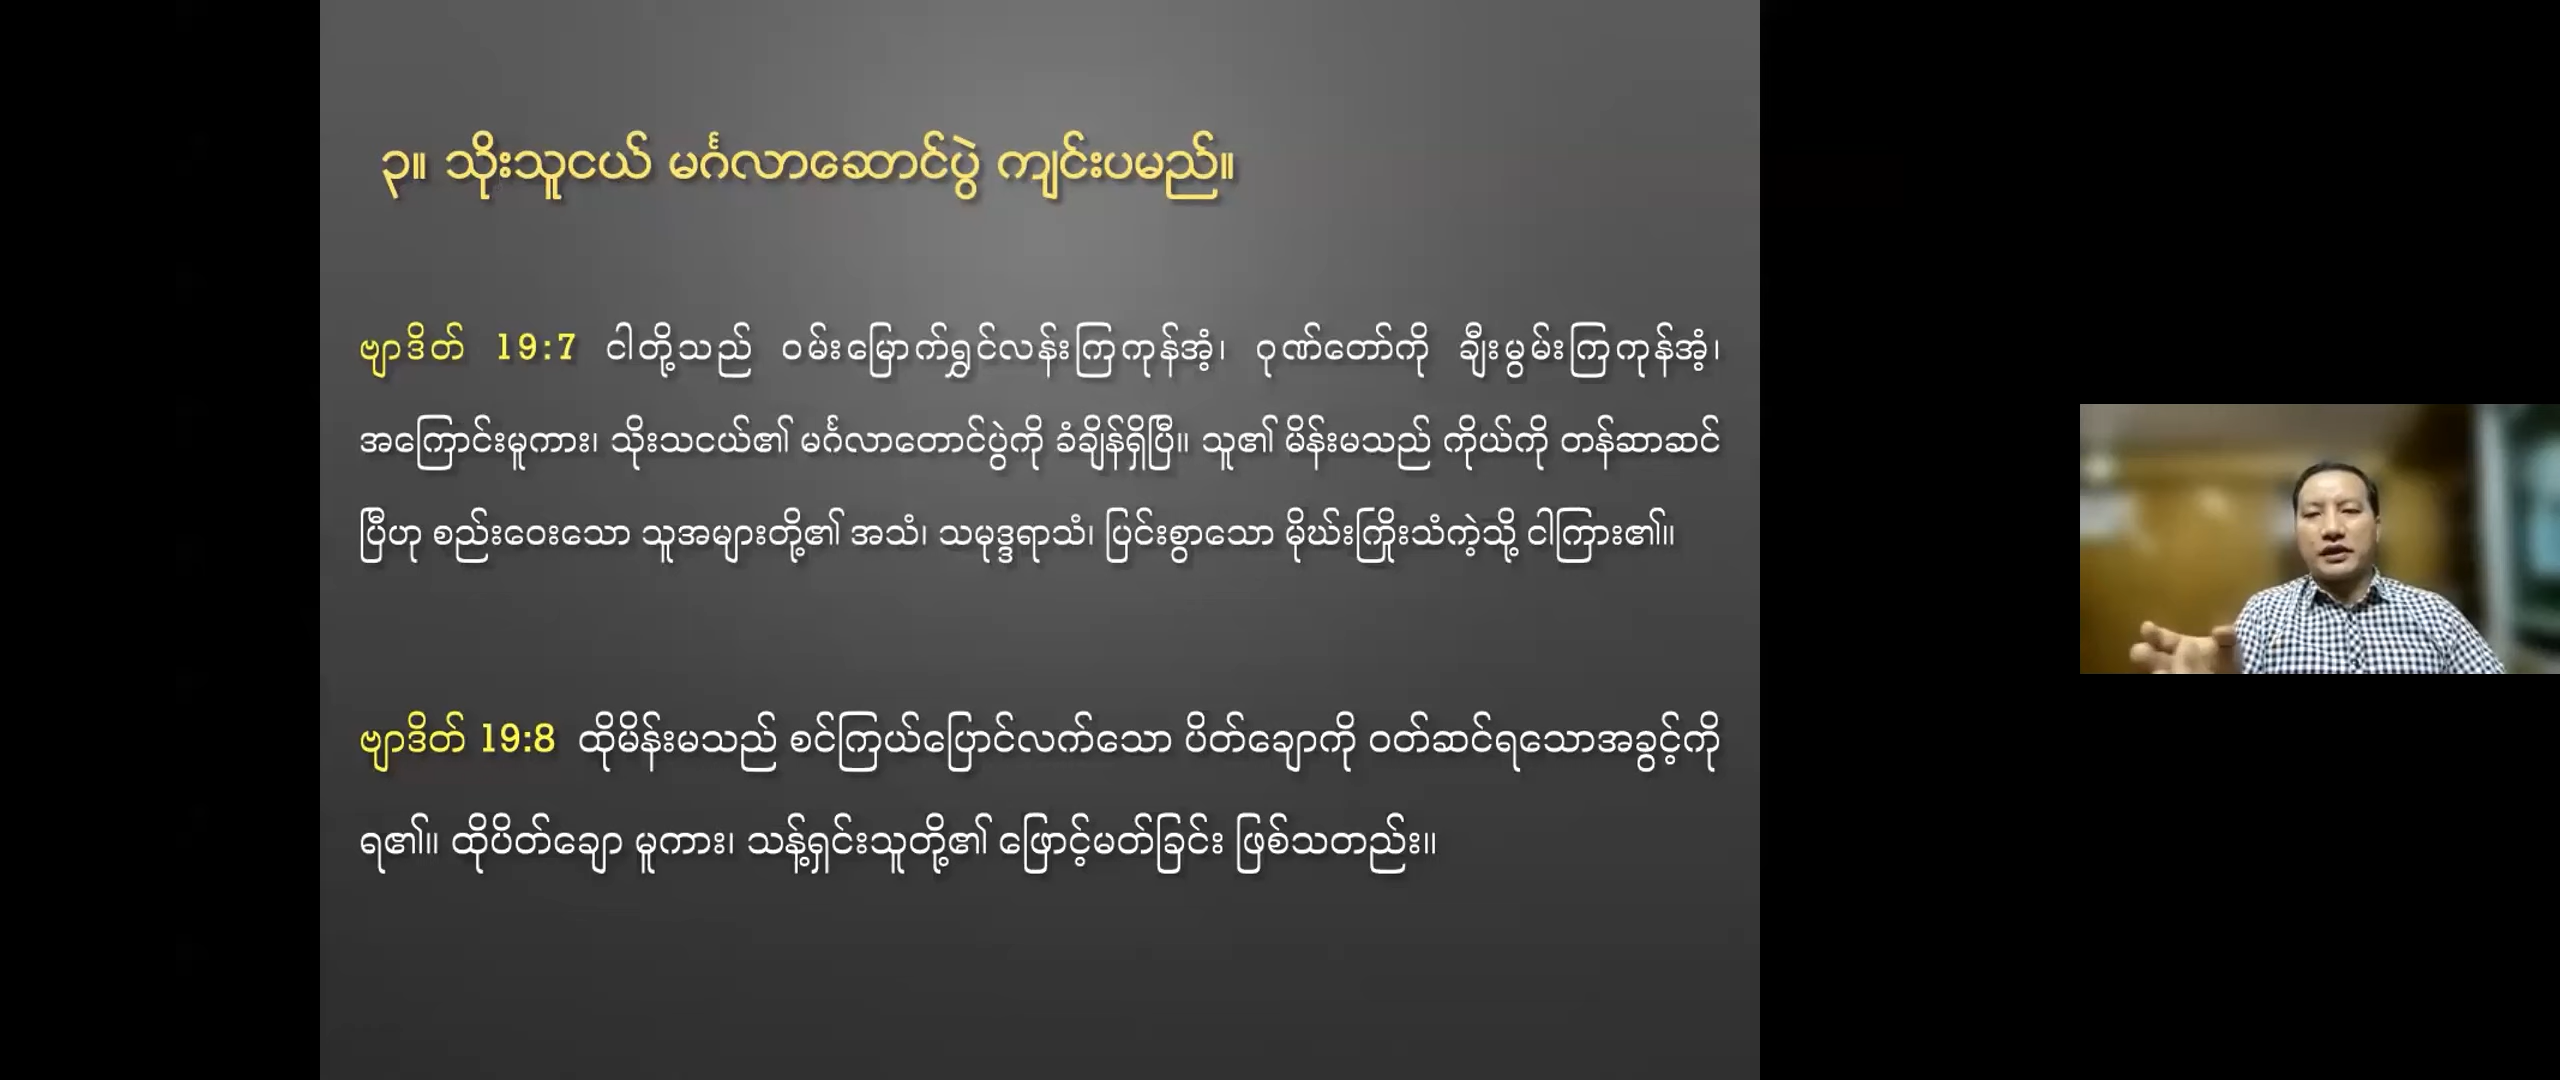 ၃။ သိုးသူငယ် မင်္ဂလာဆောင်ပွဲ ကျင်းပမည်။
ဗျာဒိတ် 19:7 ငါတို့သည် ဝမ်းမြောက်ရွှင်လန်းကြကုန်အံ့၊ ဂုဏ်တော်ကို ချီးမွမ်းကြကုန်အံ့၊
အကြောင်းမူကား၊ သိုးသငယ်၏ မင်္ဂလာတောင်ပွဲကို ခံချိန်ရှိပြီ။ သူ၏ မိန်းမသည် ကိုယ်ကို တန်ဆာဆင်
ပြီဟု စည်းဝေးသော သူအများတို့၏ အသံ၊ သမုဒ္ဒရာသံ၊ ပြင်းစွာသော မိုဃ်းကြိုးသံကဲ့သို့ ငါကြား၏။
ဗျာဒိတ် 19:8 ထိုမိန်းမသည် စင်ကြယ်ပြောင်လက်သော ပိတ်ချောကို ဝတ်ဆင်ရသောအခွင့်ကို
ရ၏။ ထိုပိတ်ချော မူကား၊ သန့်ရှင်းသူတို့၏ ဖြောင့်မတ်ခြင်း ဖြစ်သတည်း။